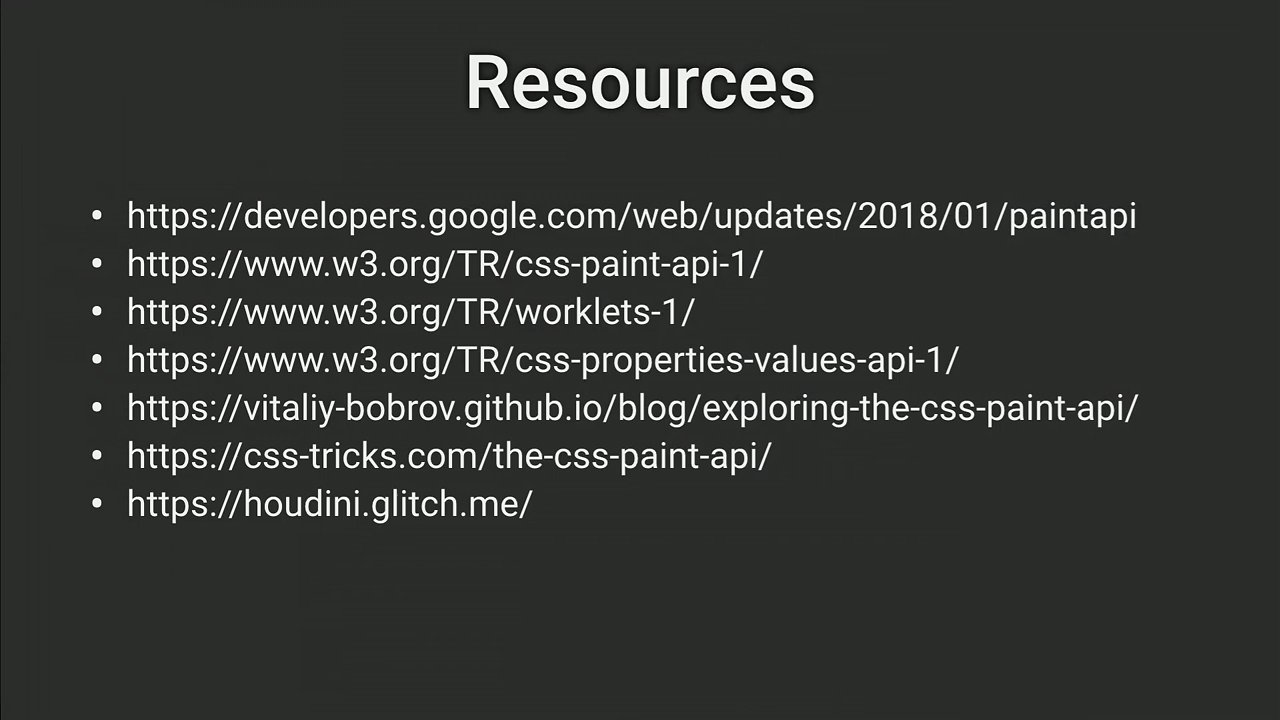 Resources
• https://developers.google.com/web/updates/2018/01/paintapi
• https://www.w3.org/TR/css-paint-api-1/
• https://www.w3.org/TR/worklets-1/
• https://www.w3.org/TR/css-properties-values-api-1/
• https://vitaliy-bobrov.github.io/blog/exploring-the-css-paint-api/
• https://css-tricks.com/the-css-paint-api/
• https://houdini.glitch.me/